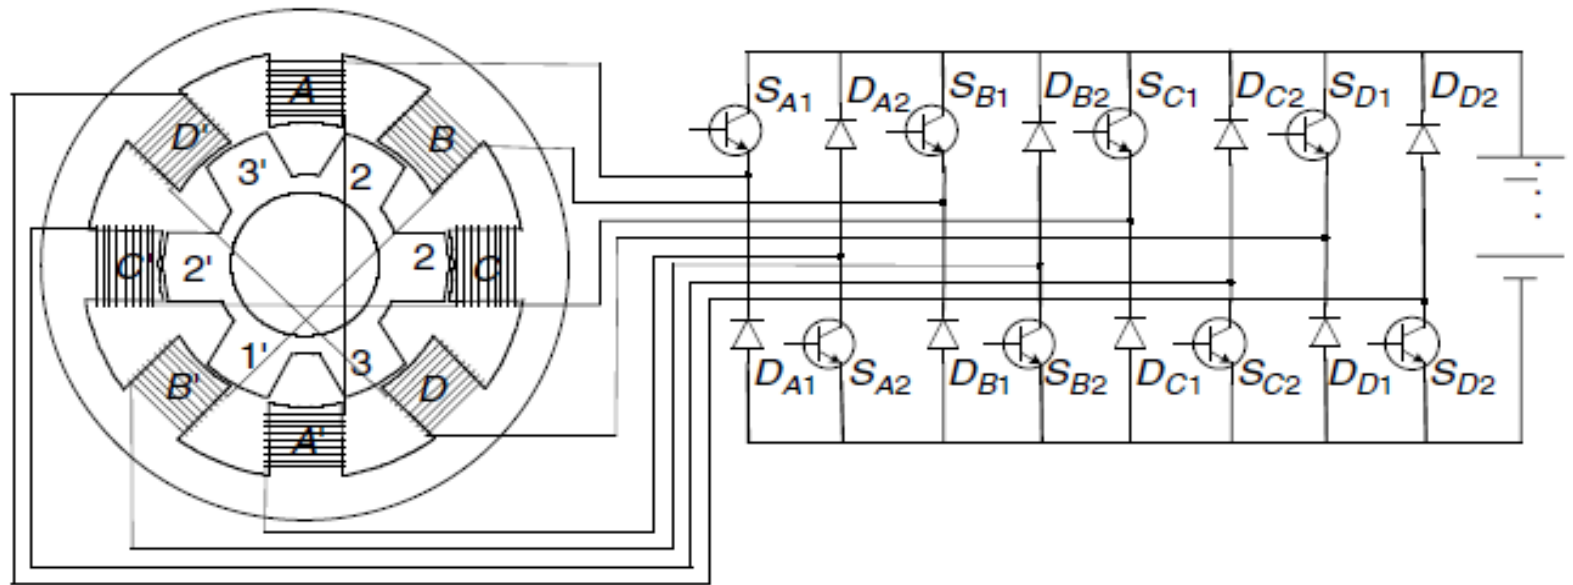 A
D'
B
3'
2
C'
2'
2
C
1'
3
B'
D
A'
S_A1
D_A2
S_B1
D_B2
S_C1
D_C2
S_D1
D_D2
D_A1
S_A2
D_B1
S_B2
D_C1
S_C2
D_D1
S_D2